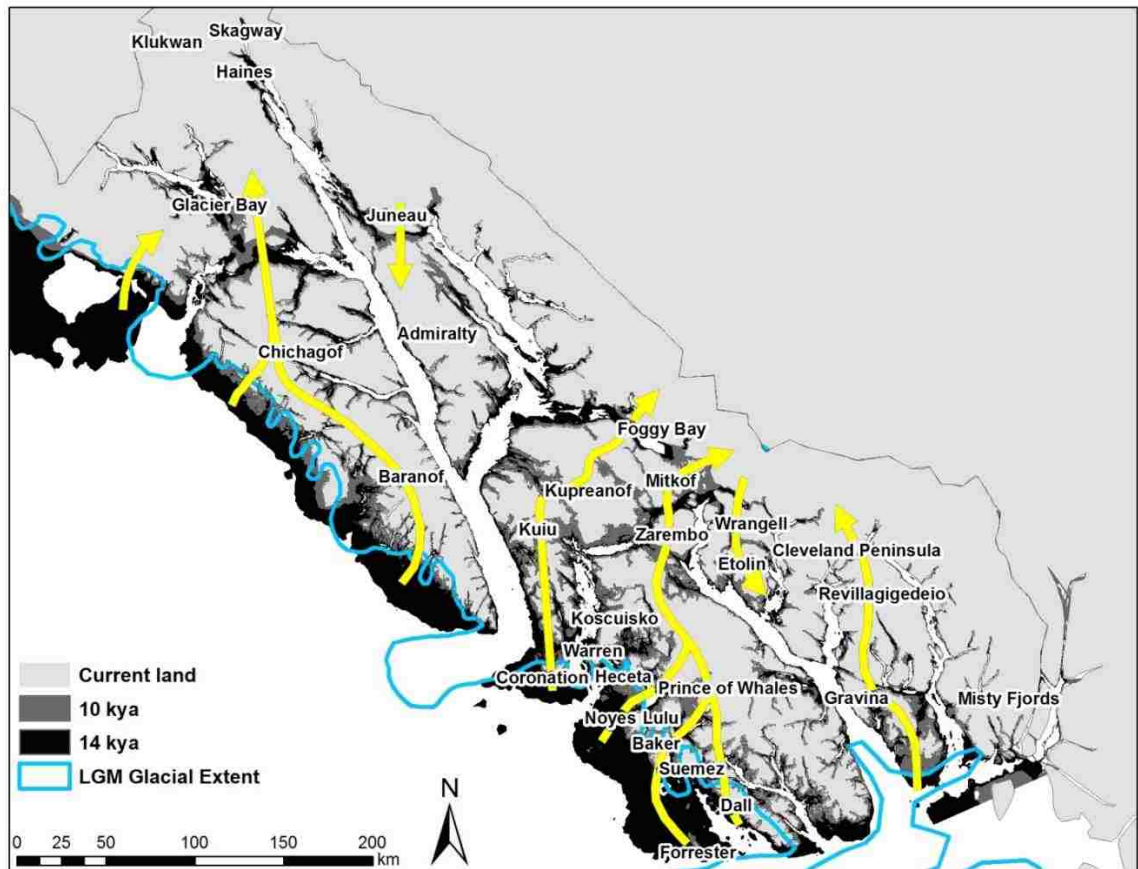 Skagway
Klukwan
Haines
Glacier Bay
Juneau
Admiralty
Chichagof
Foggy Bay
Baranof
Mitkof
Kupreanof
Wrangell
Kuiu
Zarembo
Cleveland Peninsula
Etolin
Revillagigedeio
Koscuisko
Warren
Coronation
Heceta
Prince of Whales
Gravina
Misty Fjords
Noyes
Lulu
Baker
Suemez
Dall
Forrester
Current land
10 kya
14 kya
LGM Glacial Extent
N
0 25 50 100 150 200
km